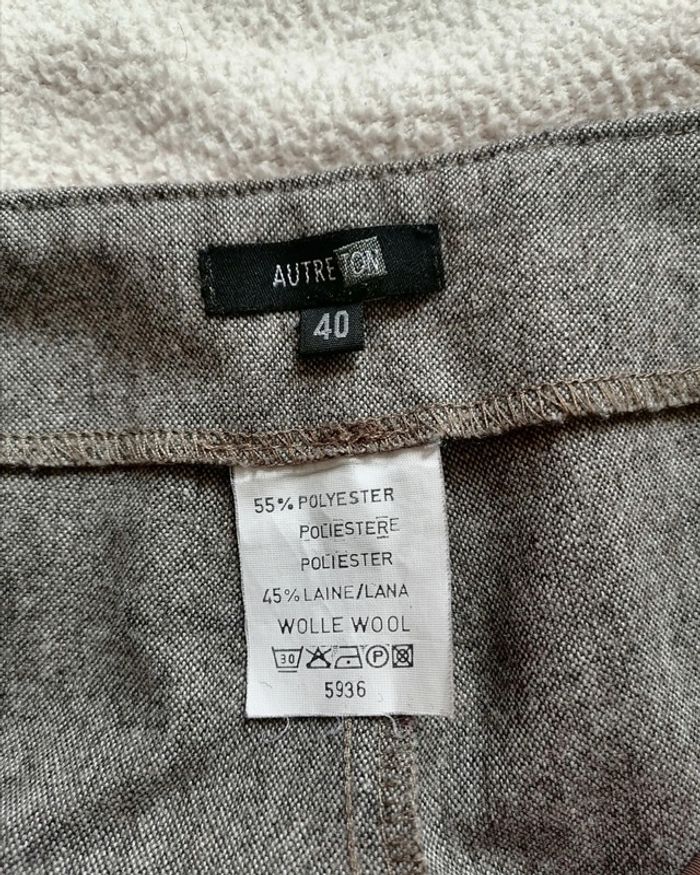 AUTRE TON
40
55% POLYESTER
POLIESTERE
POLIESTER
45% LAINE/LANA
WOLLE WOOL
30 P
5936